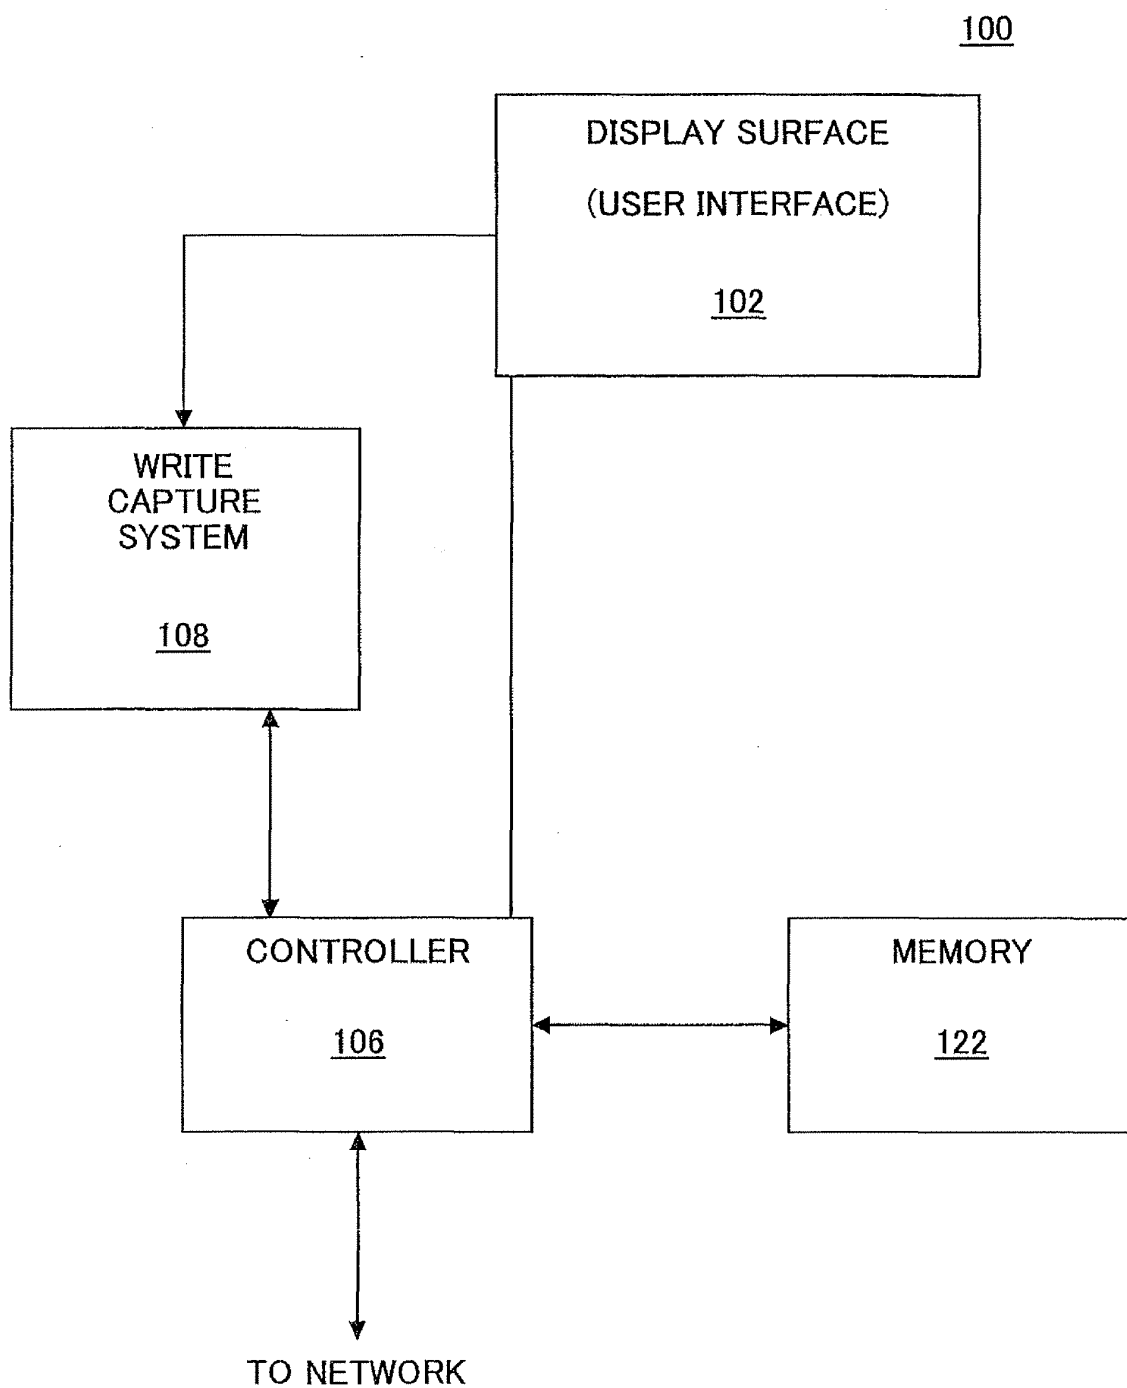 100
DISPLAY SURFACE
(USER INTERFACE)
102
WRITE
CAPTURE
SYSTEM
108
CONTROLLER
106
MEMORY
122
TO NETWORK